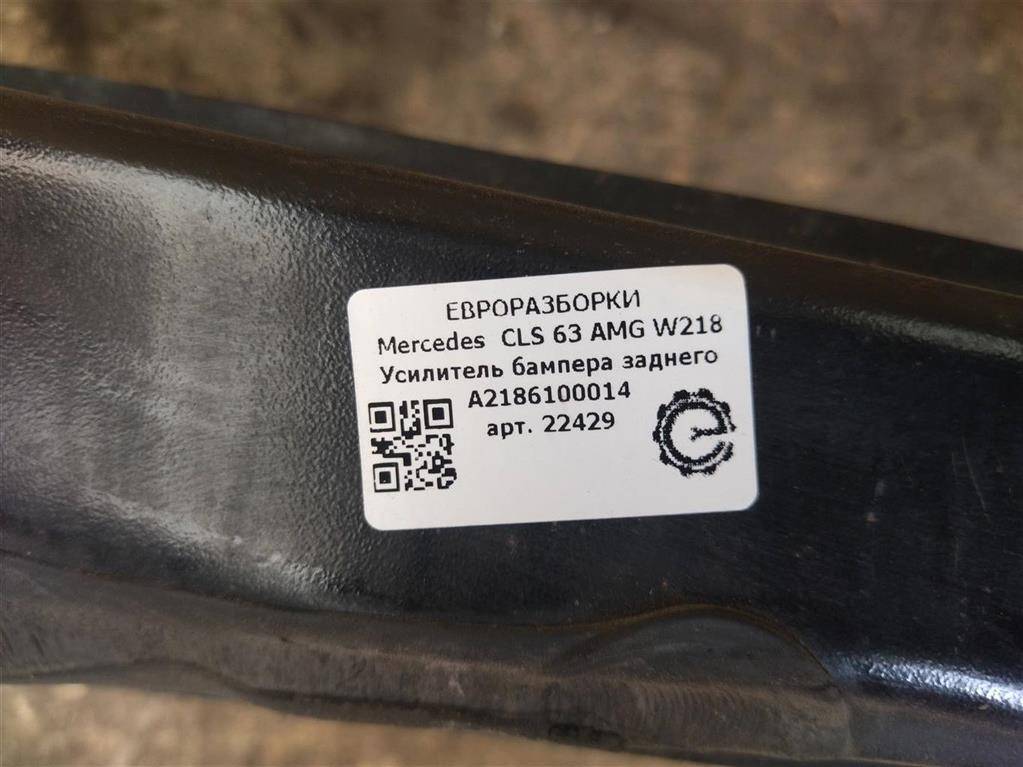 ЕВРОРАЗБОРКИ
Mercedes CLS 63 AMG W218
Усилитель бампера заднего
A2186100014
арт. 22429